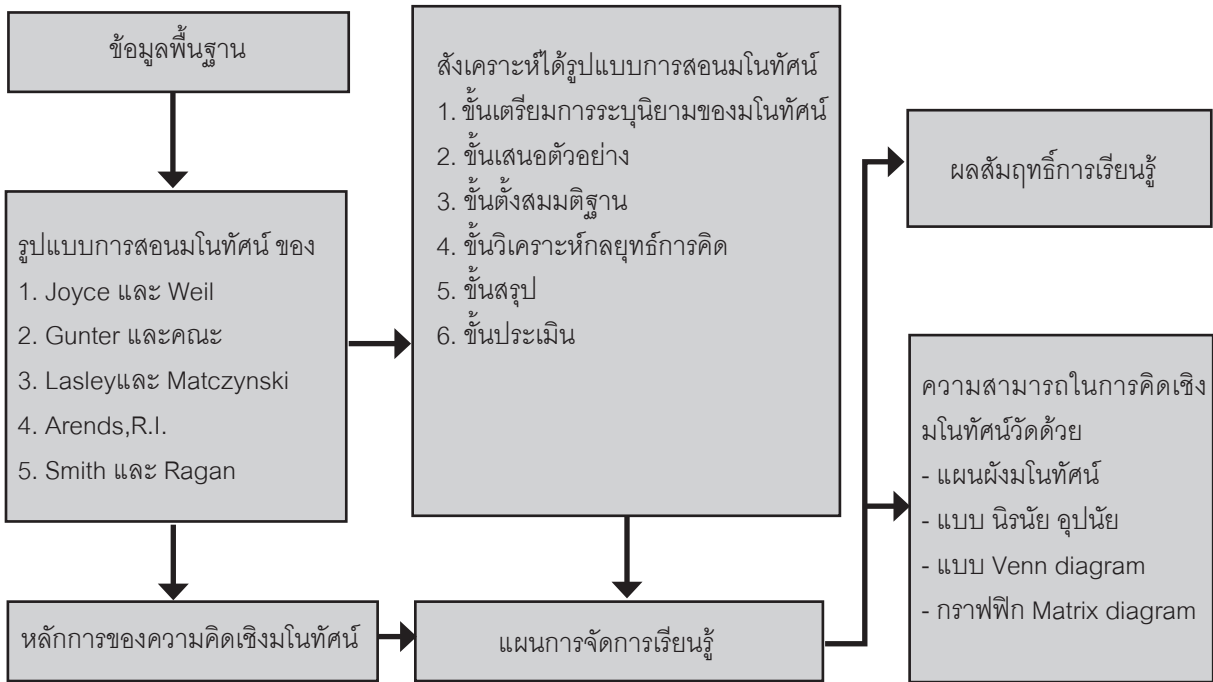 ข้อมูลพื้นฐาน
รูปแบบการสอนมโนทัศน์ ของ
1. Joyce และ Weil
2. Gunter และคณะ
3. Lasleyและ Matczynski
4. Arends,R.I.
5. Smith และ Ragan
หลักการของความคิดเชิงมโนทัศน์
สังเคราะห์ได้รูปแบบการสอนมโนทัศน์
1. ขั้นเตรียมการระบุนิยามของมโนทัศน์
2. ขั้นเสนอตัวอย่าง
3. ขั้นตั้งสมมติฐาน
4. ขั้นวิเคราะห์กลยุทธ์การคิด
5. ขั้นสรุป
6. ขั้นประเมิน
แผนการจัดการเรียนรู้
ผลสัมฤทธิ์การเรียนรู้
ความสามารถในการคิดเชิง
มโนทัศน์วัดด้วย
- แผนผังมโนทัศน์
- แบบ นิรนัย อุปนัย
- แบบ Venn diagram
- กราฟฟิก Matrix diagram